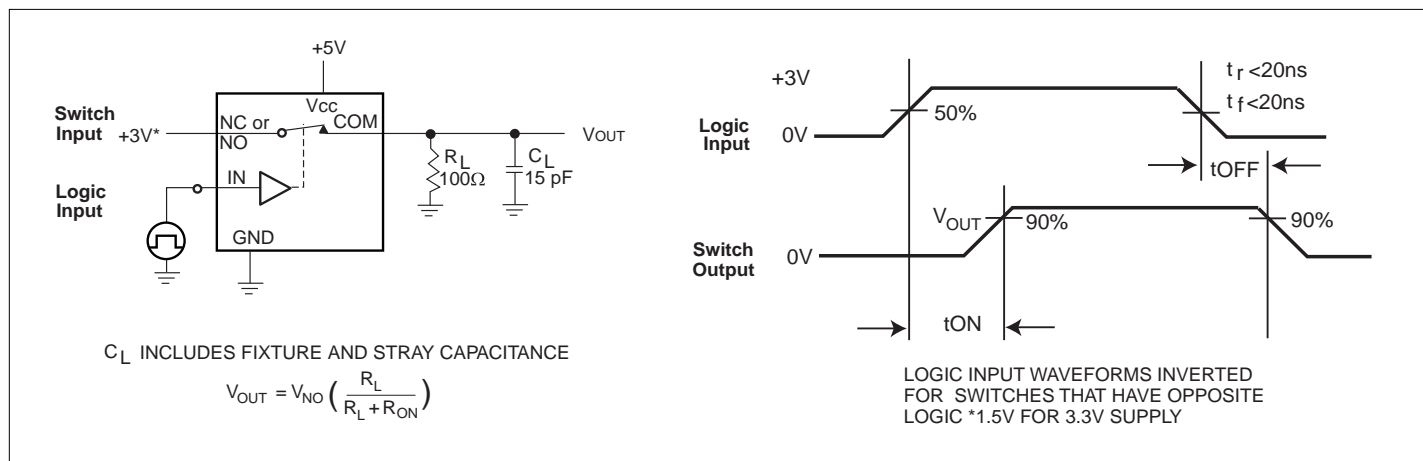 +5V
Vcc
Switch
Input
+3V*
NC or
NO
COM
VOUT
RL
100Ω
CL
15 pF
Logic
Input
IN
GND
CL INCLUDES FIXTURE AND STRAY CAPACITANCE
VOUT = VNO ( RL / RL + RON )
+3V
Logic
Input
0V
50%
tr<20ns
tf<20ns
tOFF
VOUT
90%
90%
Switch
Output
0V
tON
LOGIC INPUT WAVEFORMS INVERTED
FOR SWITCHES THAT HAVE OPPOSITE
LOGIC *1.5V FOR 3.3V SUPPLY